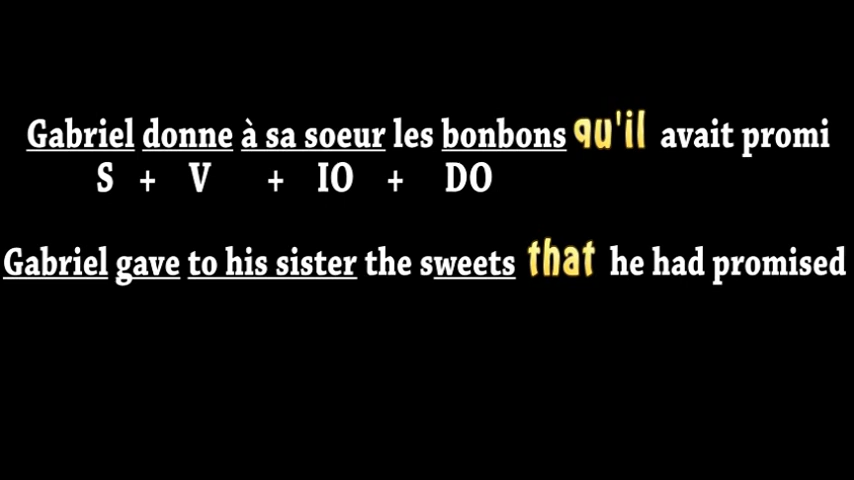 Gabriel donne à sa soeur les bonbons qu'il avait promi
S + V + IO + DO
Gabriel gave to his sister the sweets that he had promised